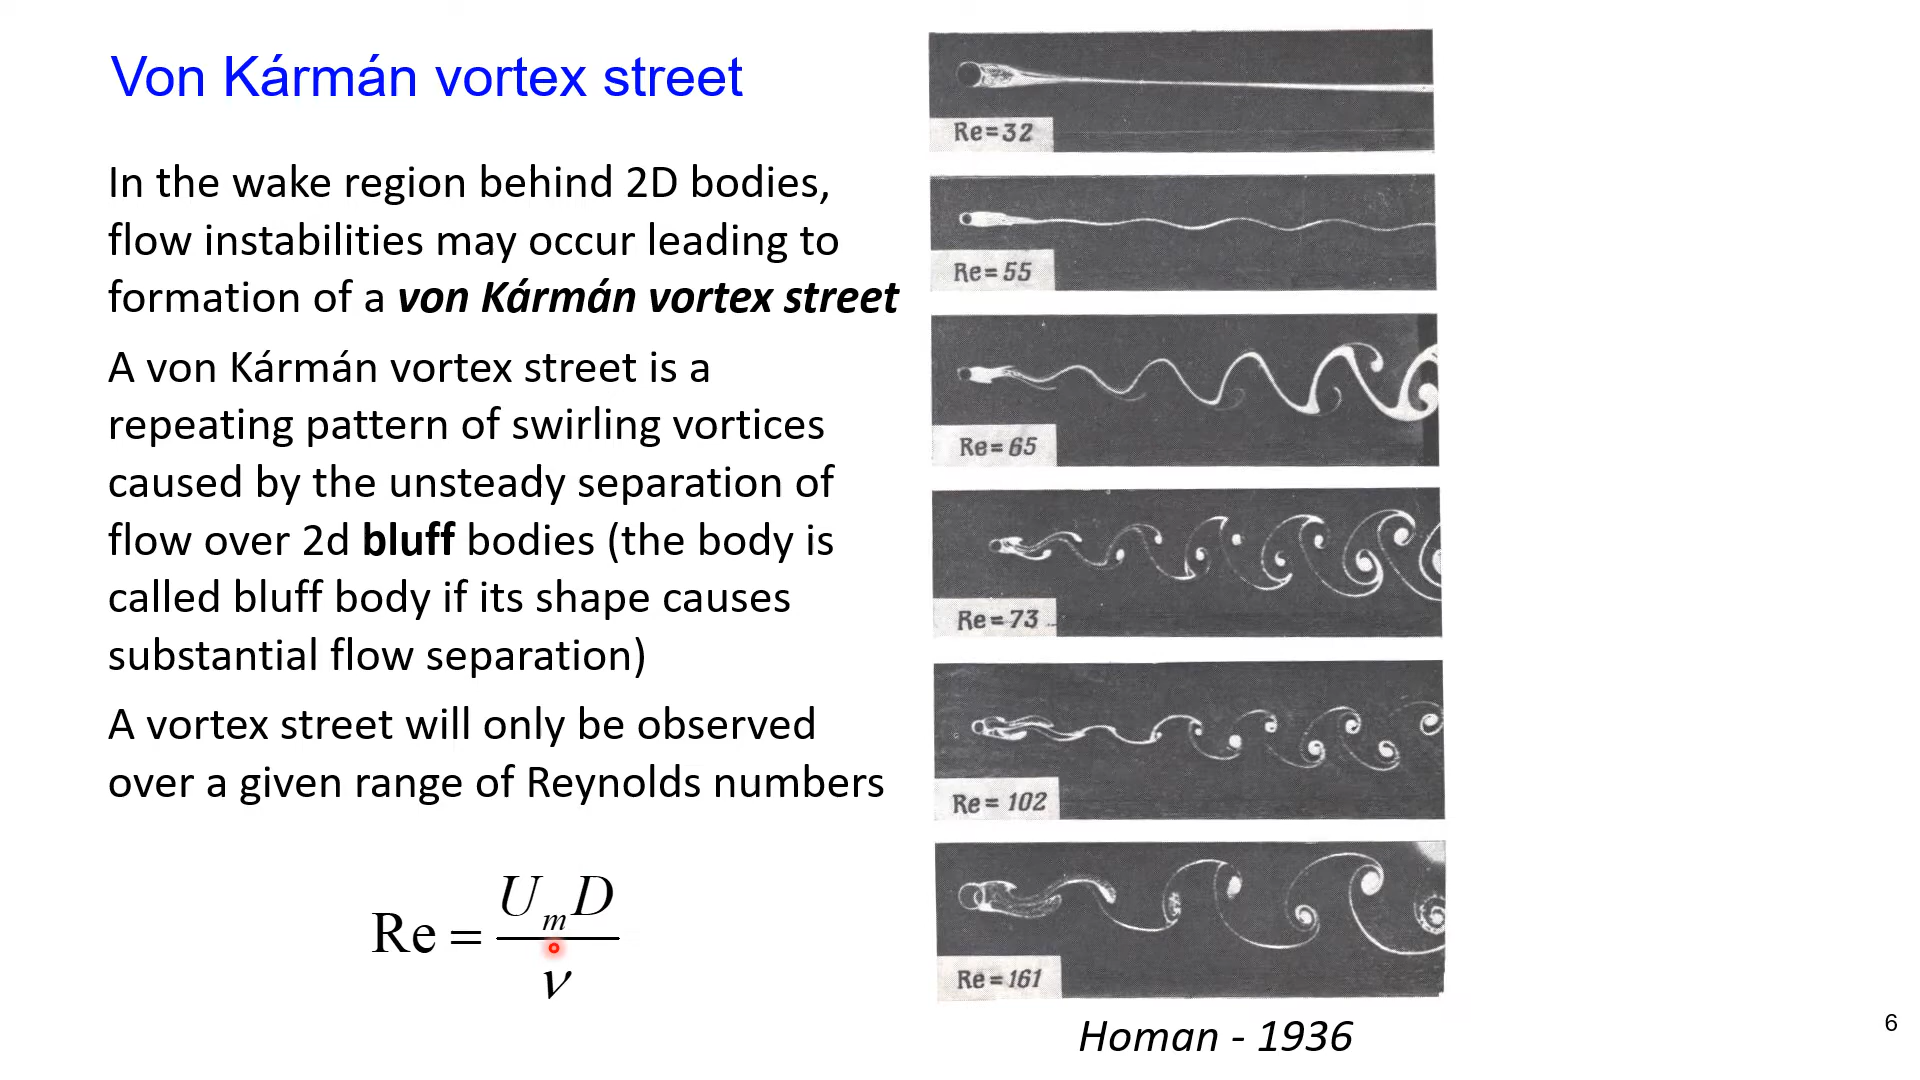 Von Kármán vortex street
In the wake region behind 2D bodies,
flow instabilities may occur leading to
formation of a von Kármán vortex street
A von Kármán vortex street is a
repeating pattern of swirling vortices
caused by the unsteady separation of
flow over 2d bluff bodies (the body is
called bluff body if its shape causes
substantial flow separation)
A vortex street will only be observed
over a given range of Reynolds numbers
Re = U_m D / ν
Re=32
Re=55
Re=65
Re=73
Re= 102
Re=161
Homan - 1936
6